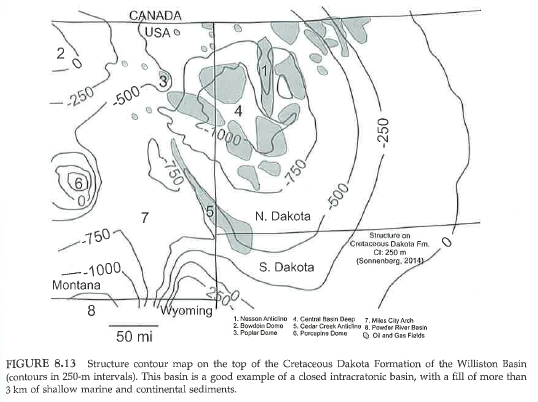 CANADA
USA
2
0
-250
-500
3
1
4
-1000
-250
6
0
-750
-750
-500
5
N. Dakota
7
-750
0
Structure on
Cretaceous Dakota Fm.
CI: 250 m
(Sonnenberg, 2014)
-1000
S. Dakota
Montana
8
Wyoming
250
0
50 mi
1. Nesson Anticline 4. Central Basin Deep 7. Miles City Arch
2. Bowdoin Dome 5. Cedar Creek Anticline 8. Powder River Basin
3. Poplar Dome 6. Porcupine Dome Oil and Gas Fields
FIGURE 8.13 Structure contour map on the top of the Cretaceous Dakota Formation of the Williston Basin
(contours in 250-m intervals). This basin is a good example of a closed intracratonic basin, with a fill of more than
3 km of shallow marine and continental sediments.